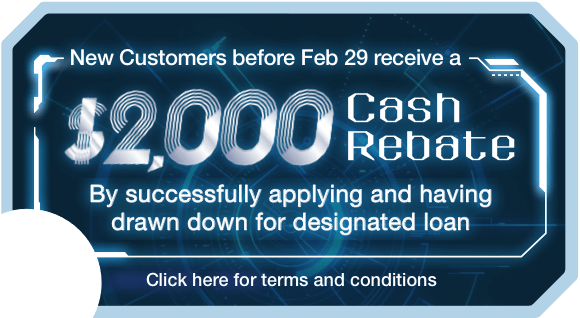 New Customers before Feb 29 receive a
$2,000 Cash
Rebate
By successfully applying and having
drawn down for designated loan
Click here for terms and conditions